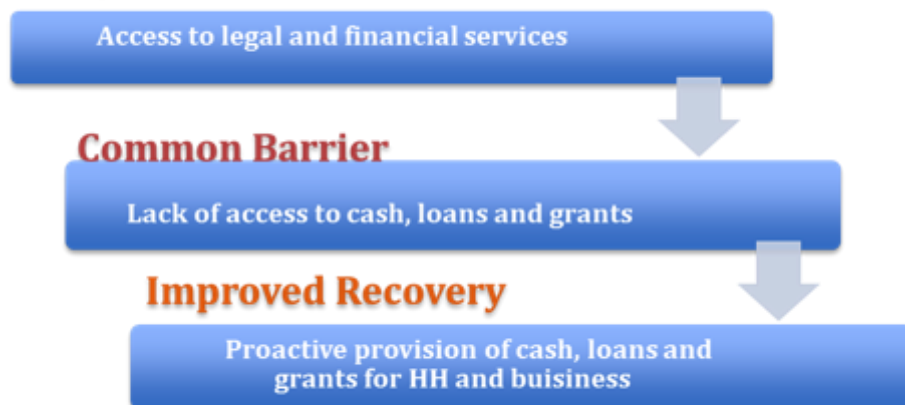 Access to legal and financial services
Common Barrier
Lack of access to cash, loans and grants
Improved Recovery
Proactive provision of cash, loans and
grants for HH and buisiness